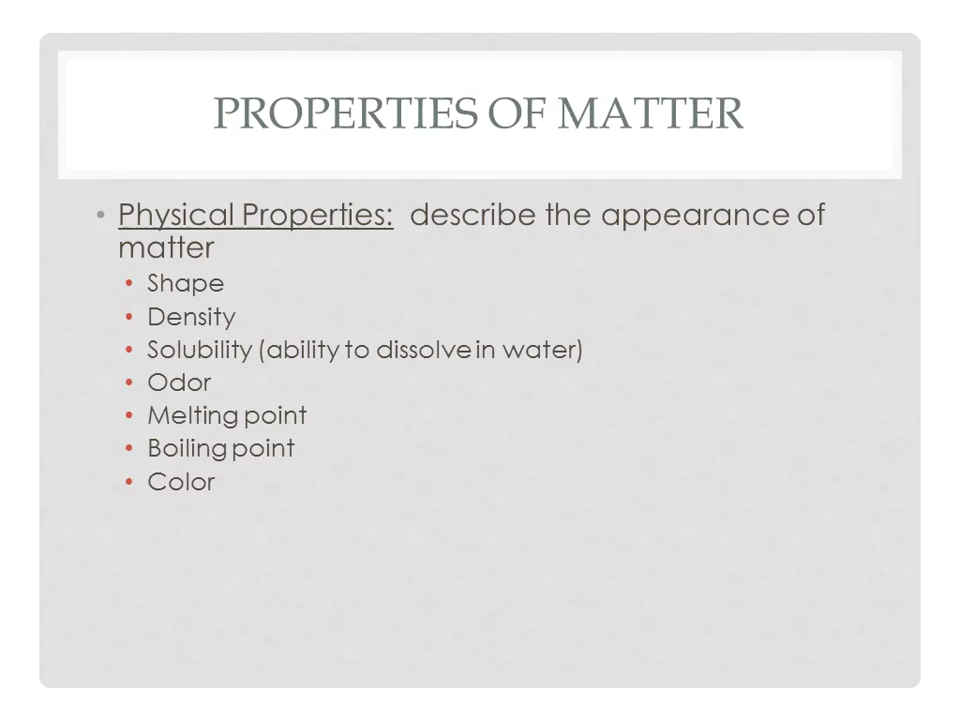 PROPERTIES OF MATTER
• Physical Properties: describe the appearance of
matter
• Shape
• Density
• Solubility (ability to dissolve in water)
• Odor
• Melting point
• Boiling point
• Color